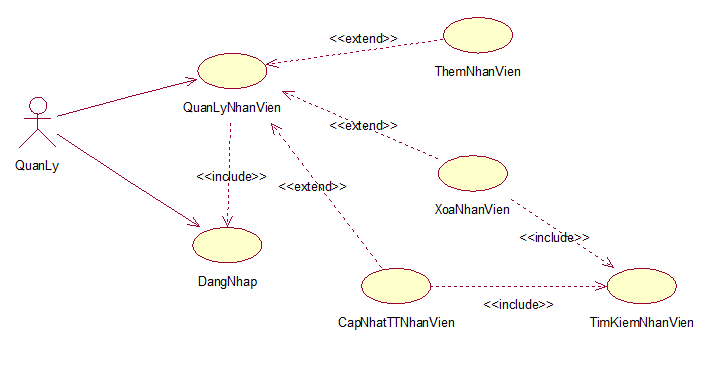 <<extend>>
ThemNhanVien
QuanLyNhanVien
<<extend>>
QuanLy
<<include>>
<<extend>>
XoaNhanVien
<<include>>
DangNhap
<<include>>
CapNhatTTNhanVien
TimKiemNhanVien